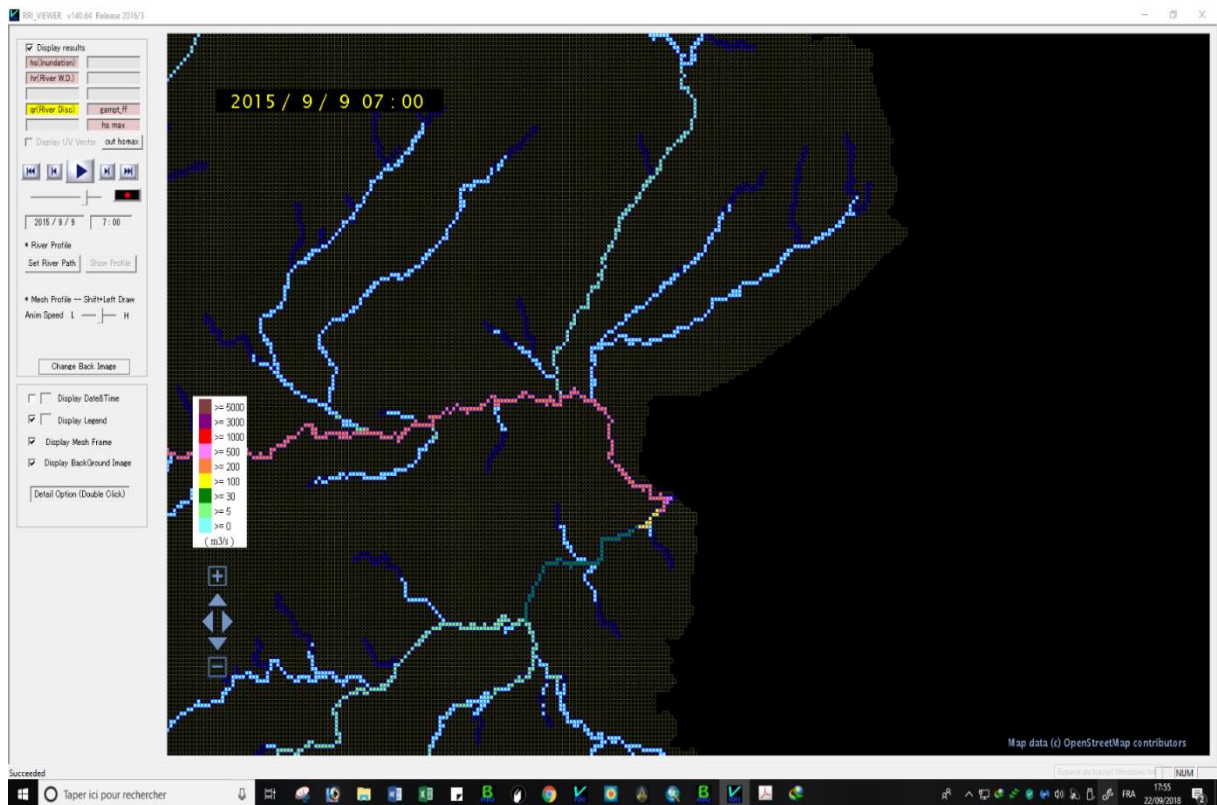 RRI_VIEWER v140.64 Release 2016/3
Display results
hs(Inundation)
hr(River W.D.)
qr(River Disc) gampt_ff
hs max
Display UV Vector out hsmax
2015 / 9 / 9 7 : 00
* River Profile
Set River Path Show Profile
* Mesh Profile -- Shift+Left Draw
Anim Speed L H
Change Back Image
Display Date&Time
Display Legend
Display Mesh Frame
Display BackGround Image
Detail Option (Double Click)
2015 / 9 / 9 07 : 00
>= 5000
>= 3000
>= 1000
>= 500
>= 200
>= 100
>= 30
>= 5
>= 0
( m3/s )
Map data (c) OpenStreetMap contributors
Succeeded
NUM
Taper ici pour rechercher
FRA
17:55
22/09/2018